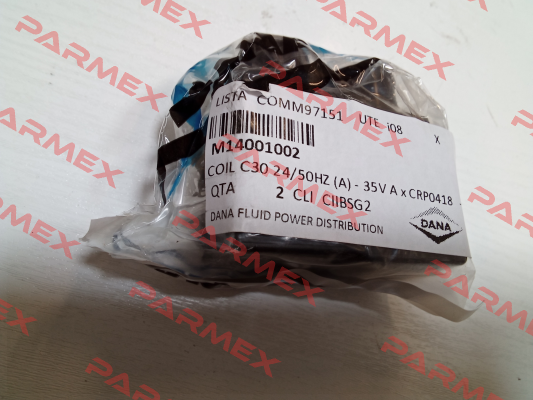 LISTA COMM97151 UTE i08 X
M14001002
COIL C30 24/50HZ (A) - 35V A x CRP0418
QTA 2 CLI CIIBSG2
DANA FLUID POWER DISTRIBUTION
DANA
PARMEX
PARMEX
PARMEX
PARMEX
PARMEX
PARMEX
PARMEX
PARMEX
PARMEX